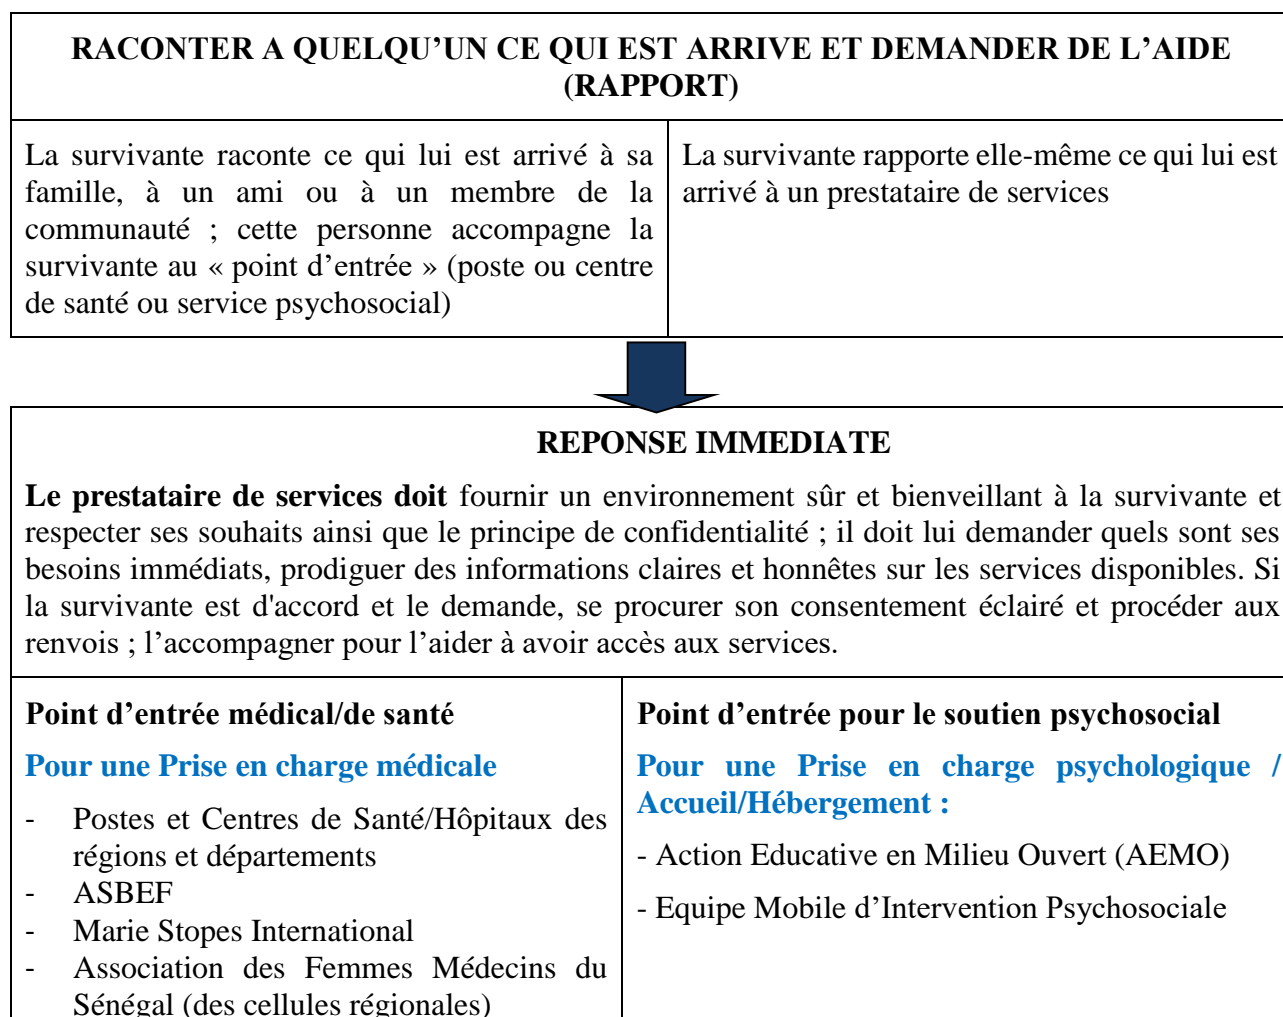 RACONTER A QUELQU’UN CE QUI EST ARRIVE ET DEMANDER DE L’AIDE
(RAPPORT)
La survivante raconte ce qui lui est arrivé à sa
famille, à un ami ou à un membre de la
communauté ; cette personne accompagne la
survivante au « point d’entrée » (poste ou centre
de santé ou service psychosocial)
La survivante rapporte elle-même ce qui lui est
arrivé à un prestataire de services
REPONSE IMMEDIATE
Le prestataire de services doit fournir un environnement sûr et bienveillant à la survivante et
respecter ses souhaits ainsi que le principe de confidentialité ; il doit lui demander quels sont ses
besoins immédiats, prodiguer des informations claires et honnêtes sur les services disponibles. Si
la survivante est d'accord et le demande, se procurer son consentement éclairé et procéder aux
renvois ; l’accompagner pour l’aider à avoir accès aux services.
Point d’entrée médical/de santé
Pour une Prise en charge médicale
- Postes et Centres de Santé/Hôpitaux des
régions et départements
- ASBEF
- Marie Stopes International
- Association des Femmes Médecins du
Sénégal (des cellules régionales)
Point d’entrée pour le soutien psychosocial
Pour une Prise en charge psychologique /
Accueil/Hébergement :
- Action Educative en Milieu Ouvert (AEMO)
- Equipe Mobile d’Intervention Psychosociale